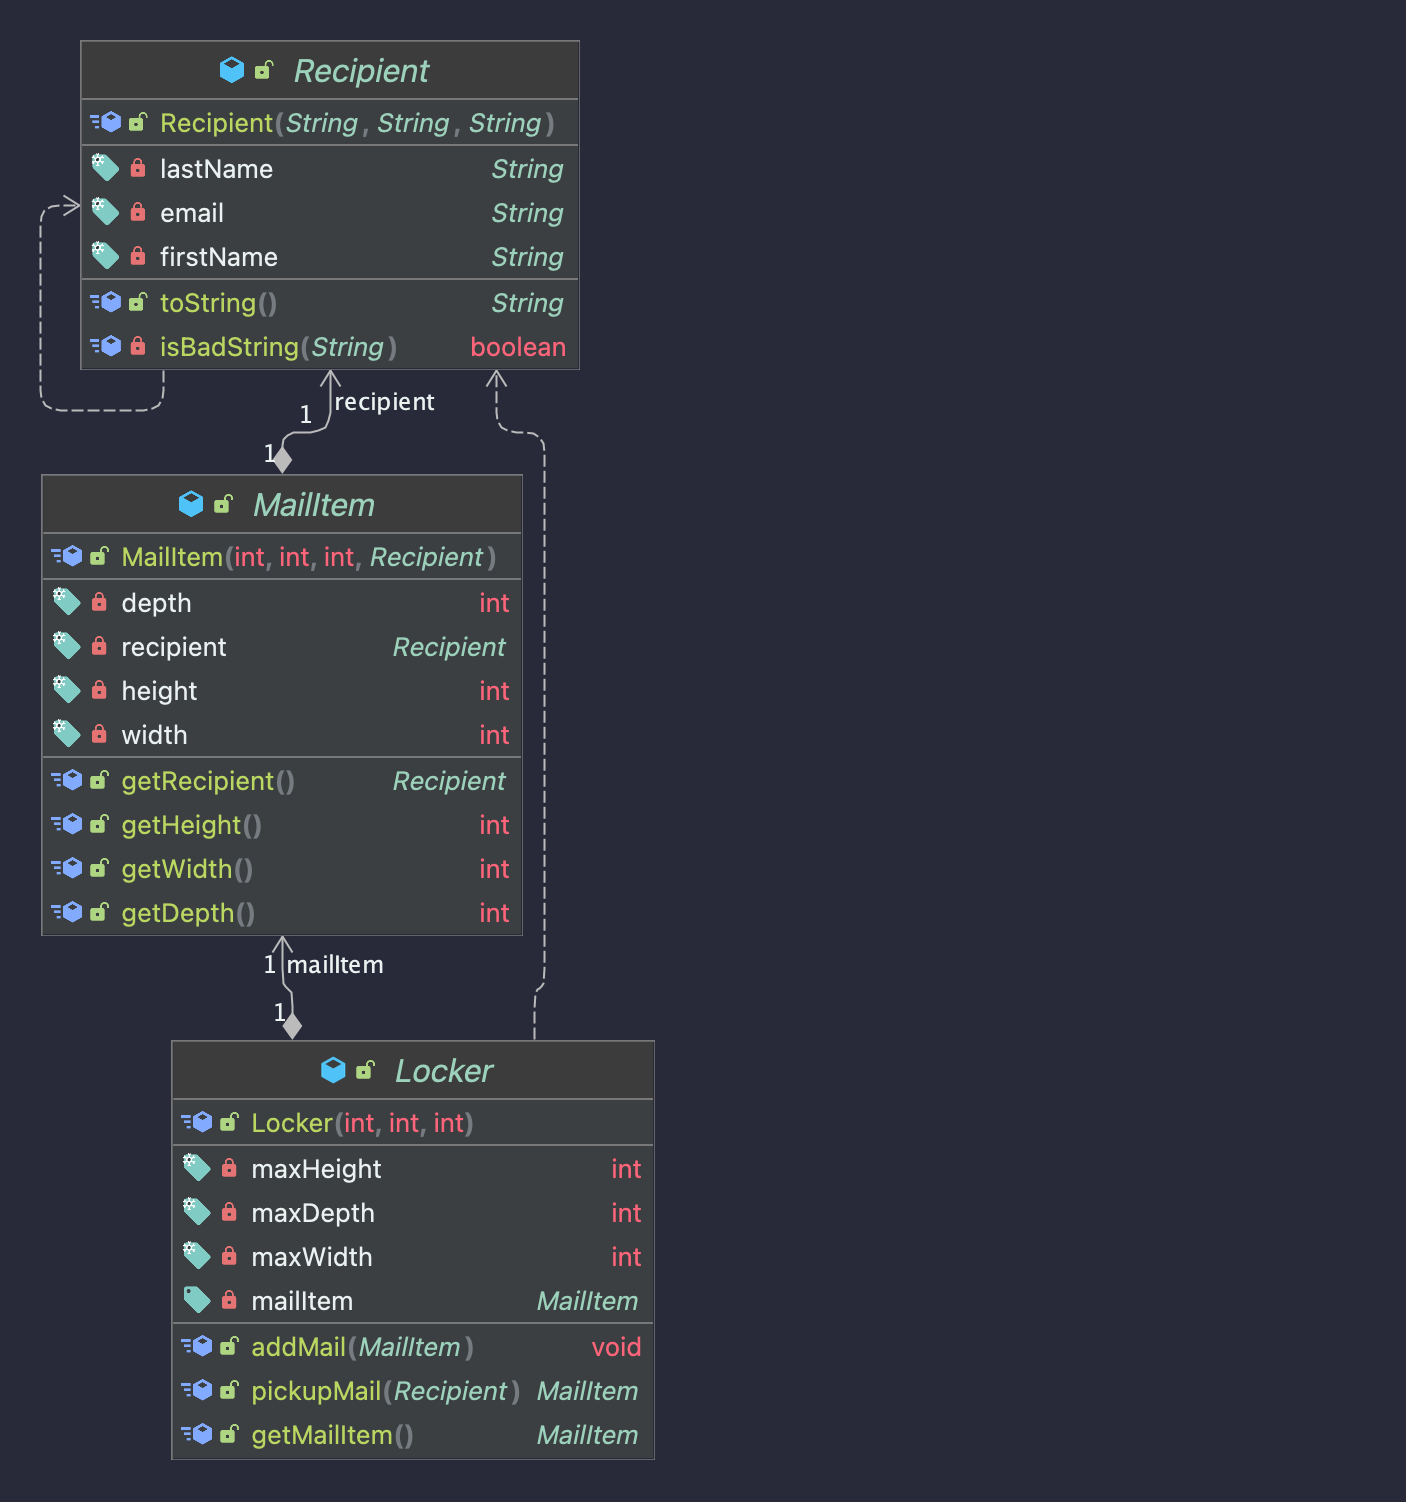 Recipient
Recipient(String, String, String)
lastName String
email String
firstName String
toString() String
isBadString(String) boolean
recipient
1
1
MailItem
MailItem(int, int, int, Recipient)
depth int
recipient Recipient
height int
width int
getRecipient() Recipient
getHeight() int
getWidth() int
getDepth() int
1 mailItem
1
Locker
Locker(int, int, int)
maxHeight int
maxDepth int
maxWidth int
mailItem MailItem
addMail(MailItem) void
pickupMail(Recipient) MailItem
getMailItem() MailItem